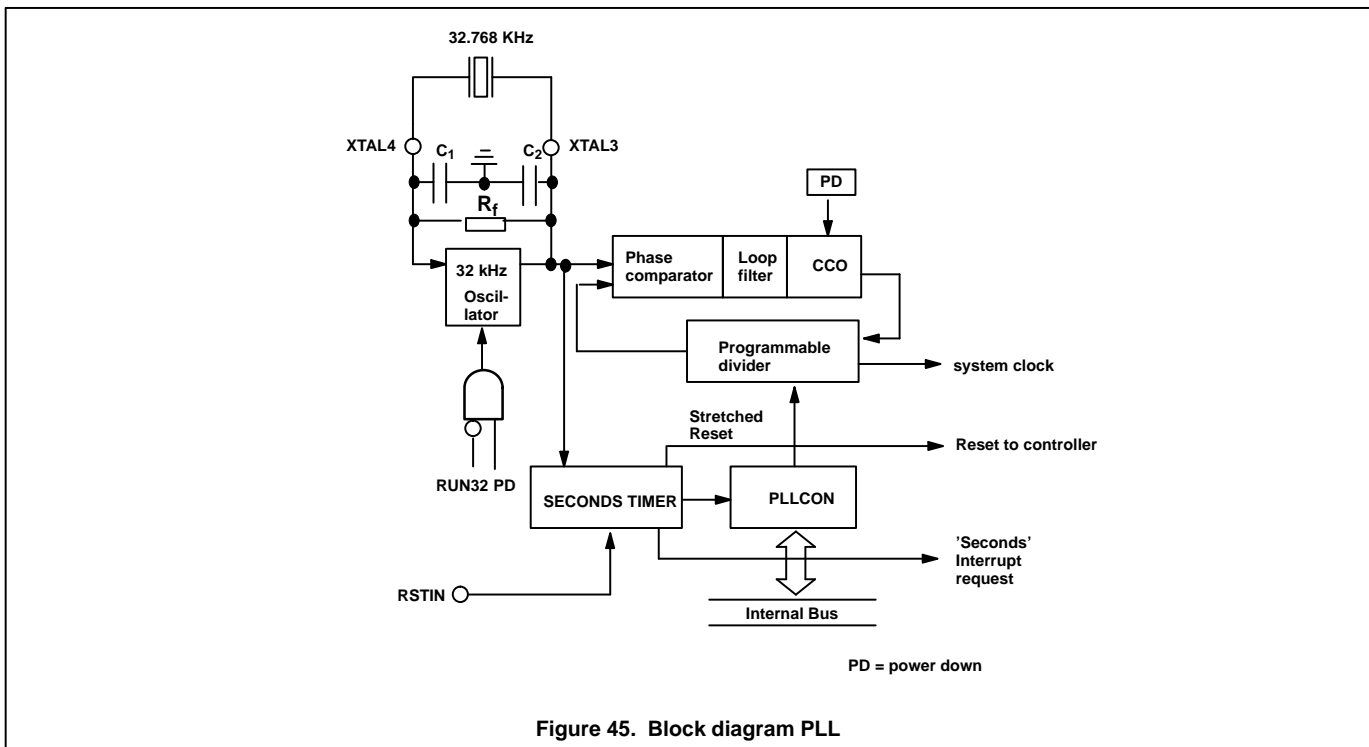 32.768 KHz
XTAL4
C1
C2
XTAL3
Rf
PD
Phase
comparator
Loop
filter
CCO
32 kHz
Oscil-
lator
Programmable
divider
system clock
Stretched
Reset
Reset to controller
RUN32 PD
SECONDS TIMER
PLLCON
'Seconds'
Interrupt
request
RSTIN
Internal Bus
PD = power down
Figure 45. Block diagram PLL